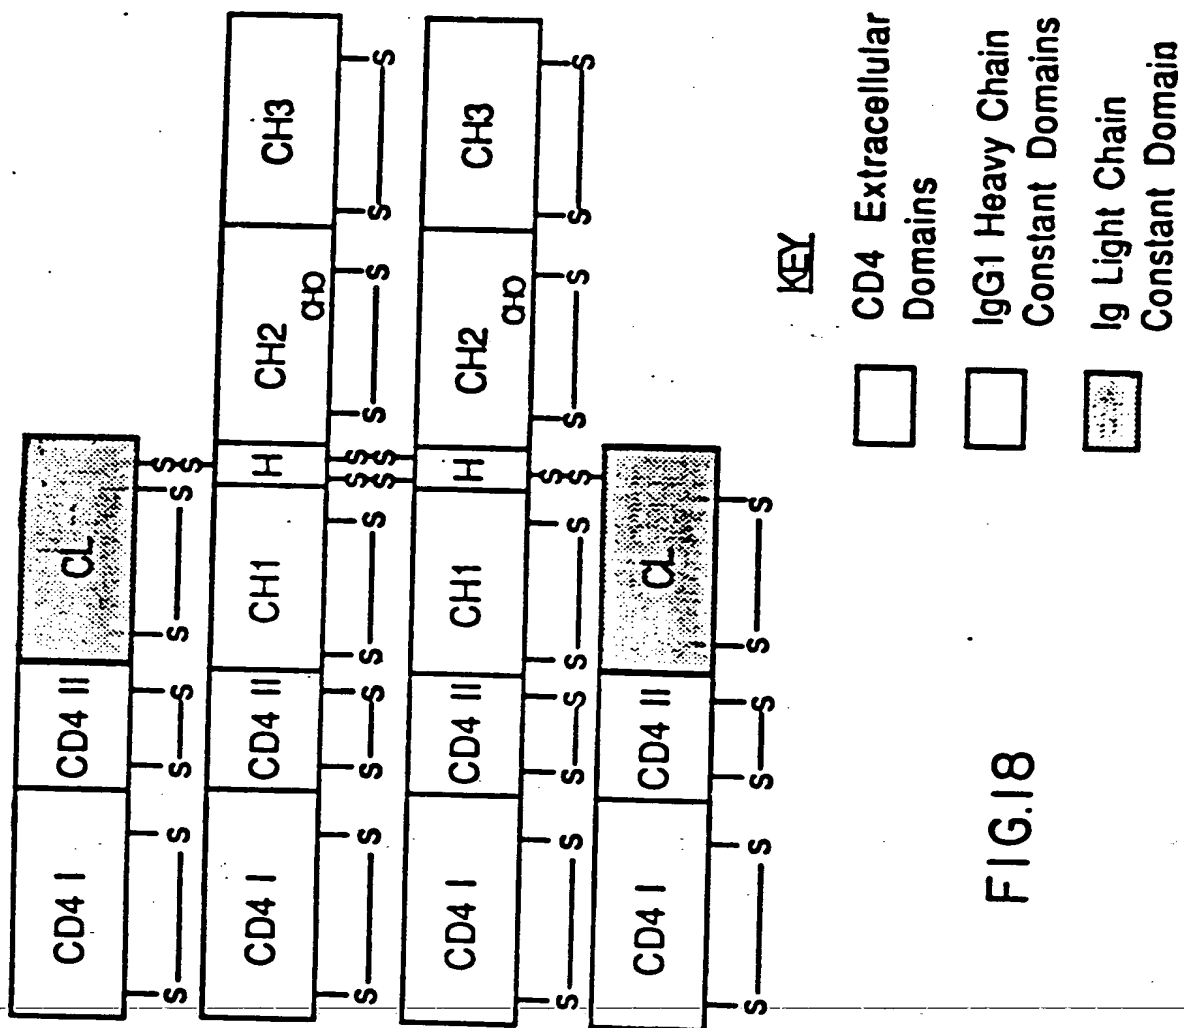 CD4 I CD4 II CL
S S S S S S S S
CD4 I CD4 II CH1 H CH2 CH3
CHO
S S S S S S S S S S S S S S
CD4 I CD4 II CH1 H CH2 CH3
CHO
S S S S S S S S S S S S
CD4 I CD4 II CL
S S S S S S
KEY
CD4 Extracellular
Domains
IgG1 Heavy Chain
Constant Domains
Ig Light Chain
Constant Domain
FIG.18